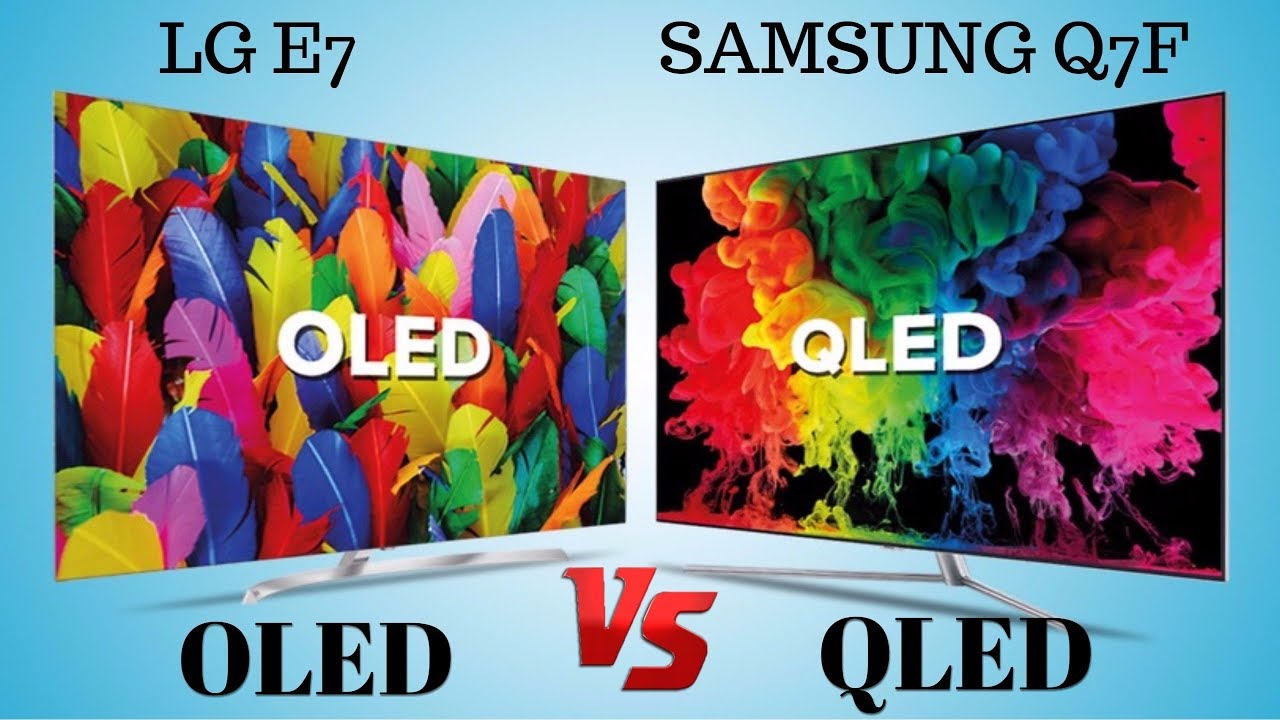 LG E7
SAMSUNG Q7F
OLED
QLED
OLED
VS
QLED